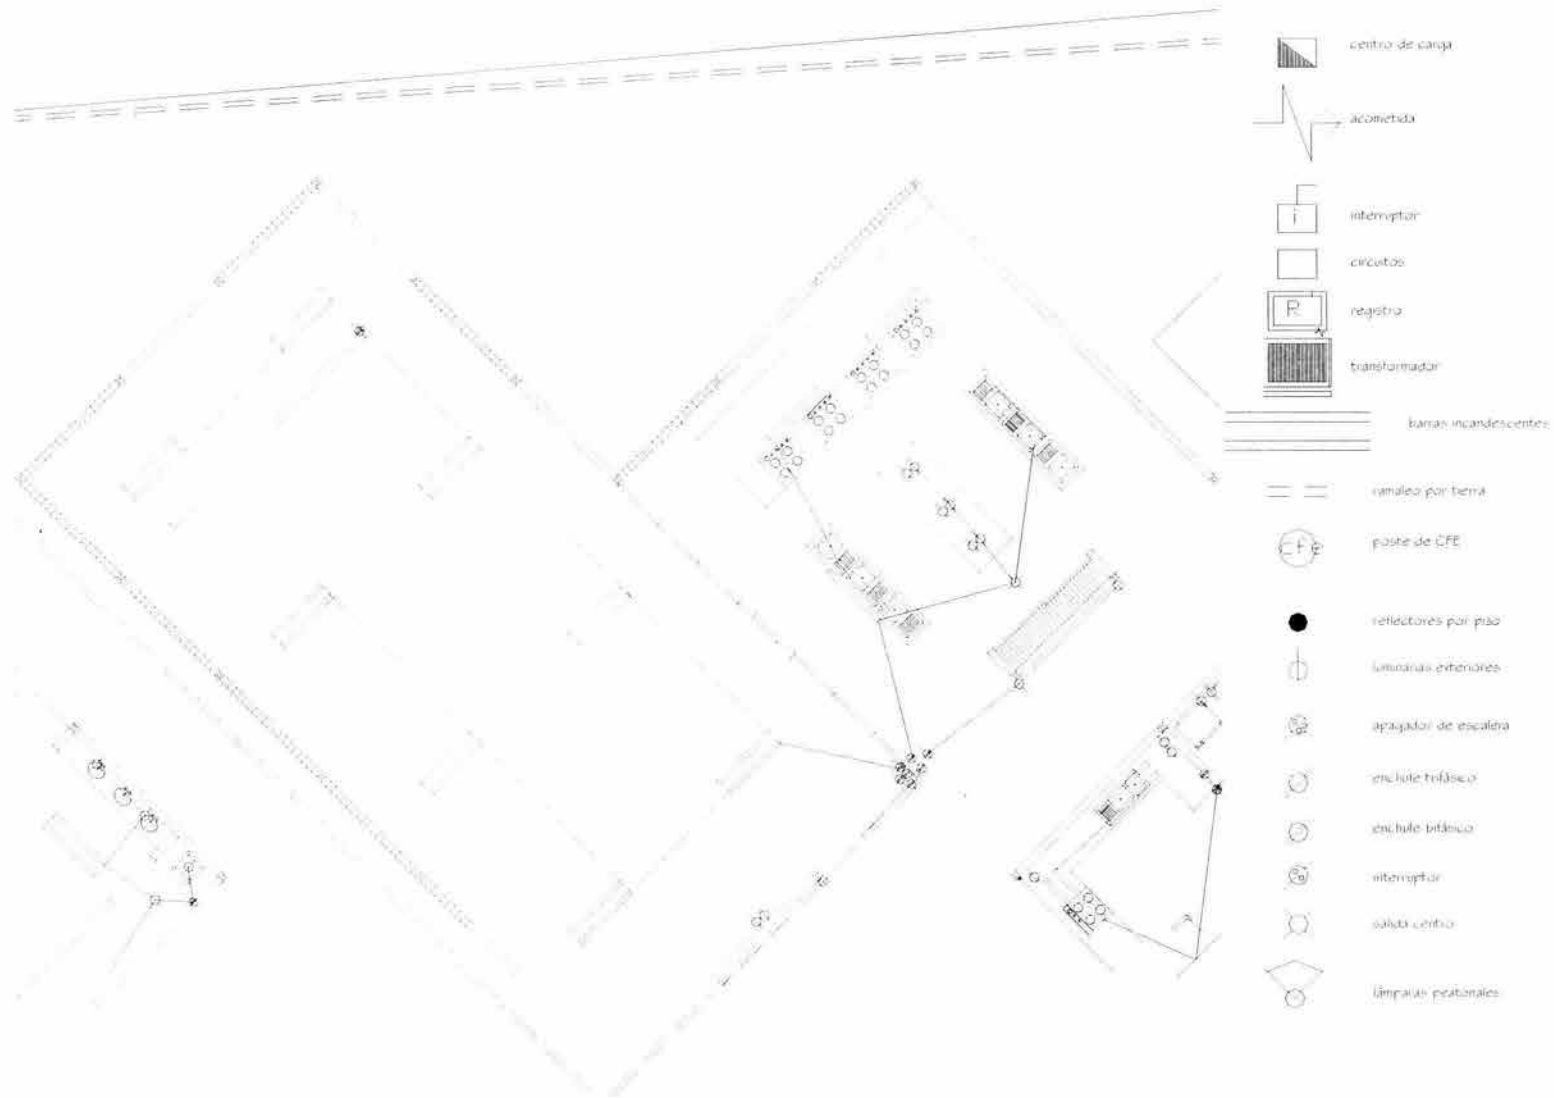 centro de carga
acometida
i
interruptor
circuitos
R
registro
transformador
barras incandescentes
ramaleo por tierra
cfe
poste de CFE
reflectores por piso
luminarias exteriores
apagador de escalera
enchufe trifásico
enchufe bifásico
interruptor
salida centro
lámparas peatonales